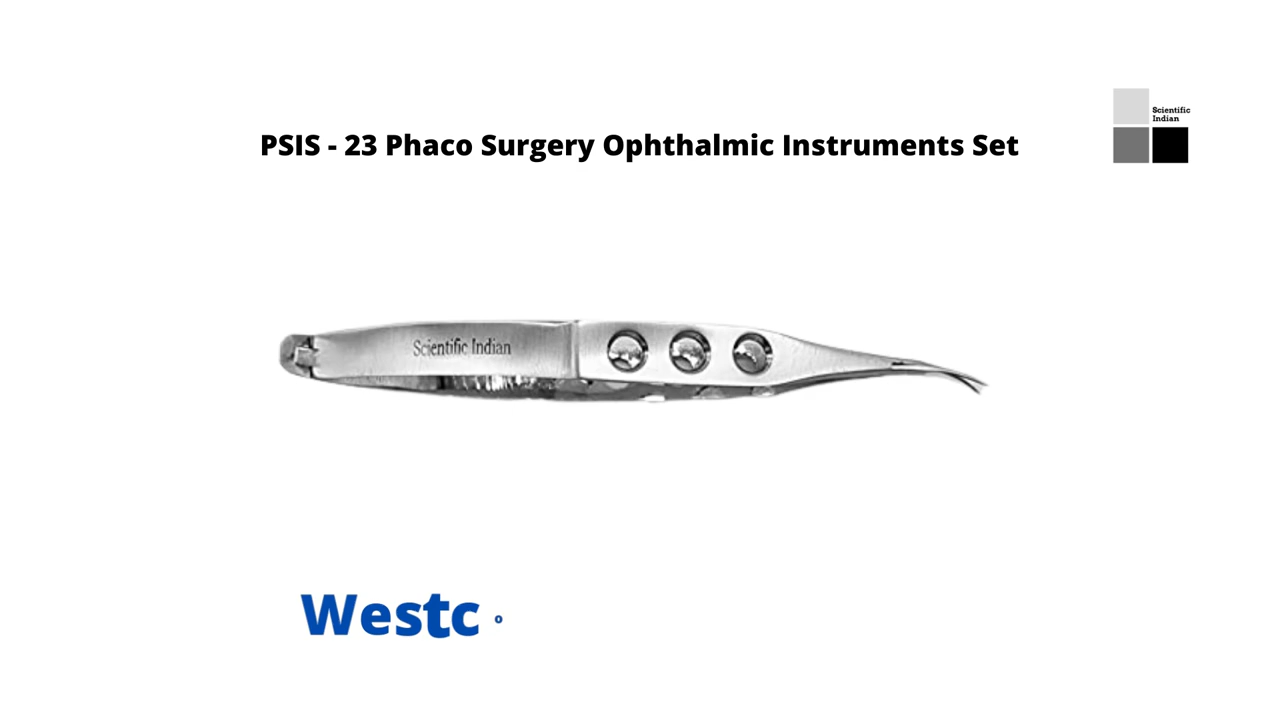 Scientific
Indian
PSIS - 23 Phaco Surgery Ophthalmic Instruments Set
Scientific Indian
Westc o